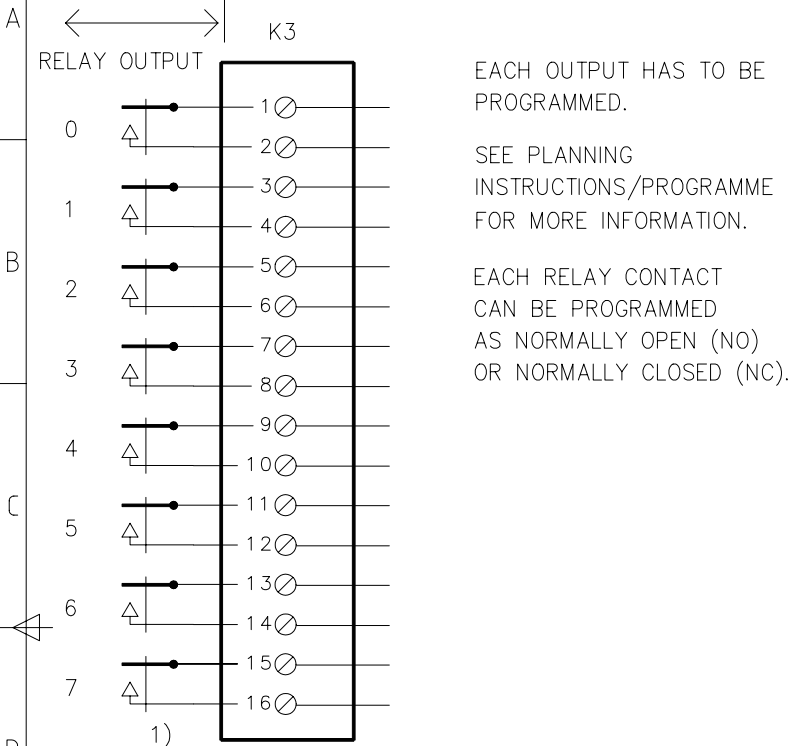 A
K3
RELAY OUTPUT
EACH OUTPUT HAS TO BE
PROGRAMMED.
SEE PLANNING
INSTRUCTIONS/PROGRAMME
FOR MORE INFORMATION.
EACH RELAY CONTACT
CAN BE PROGRAMMED
AS NORMALLY OPEN (NO)
OR NORMALLY CLOSED (NC).
0
1
2
1
3
4
B
2
5
6
3
7
8
4
9
10
C
5
11
12
6
13
14
7
15
16
1)